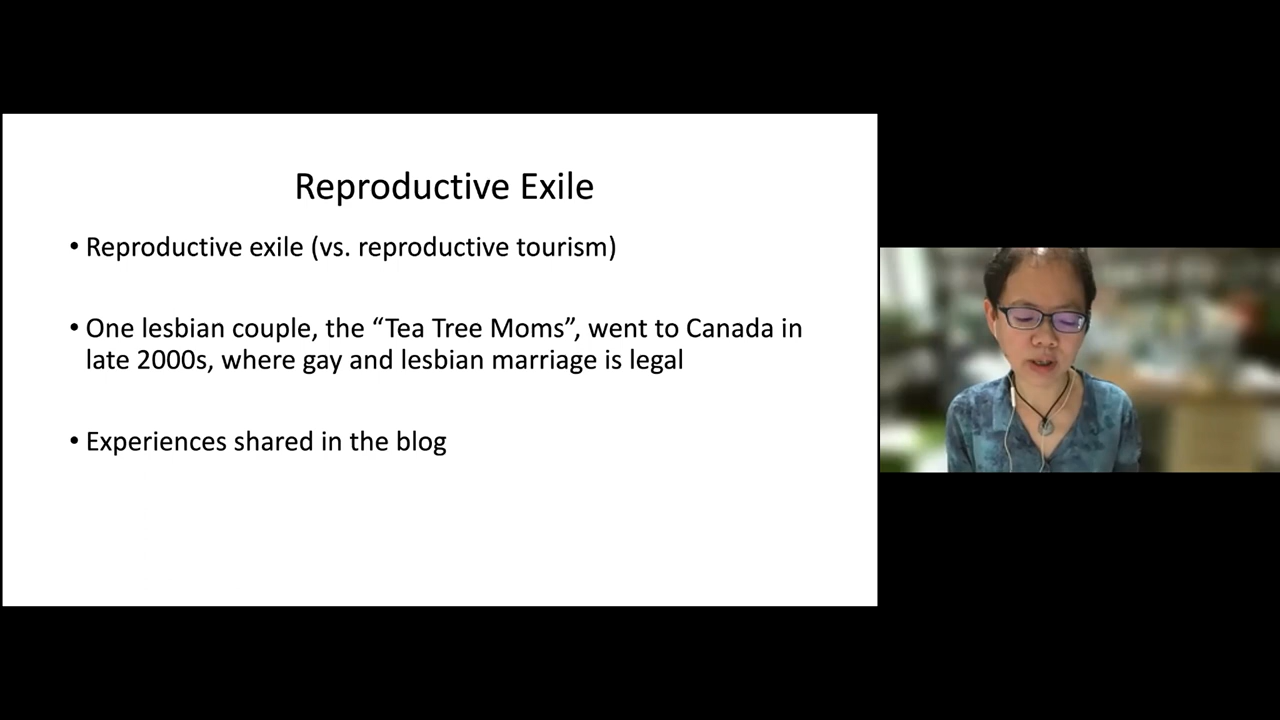 Reproductive Exile
• Reproductive exile (vs. reproductive tourism)
• One lesbian couple, the “Tea Tree Moms”, went to Canada in
late 2000s, where gay and lesbian marriage is legal
• Experiences shared in the blog